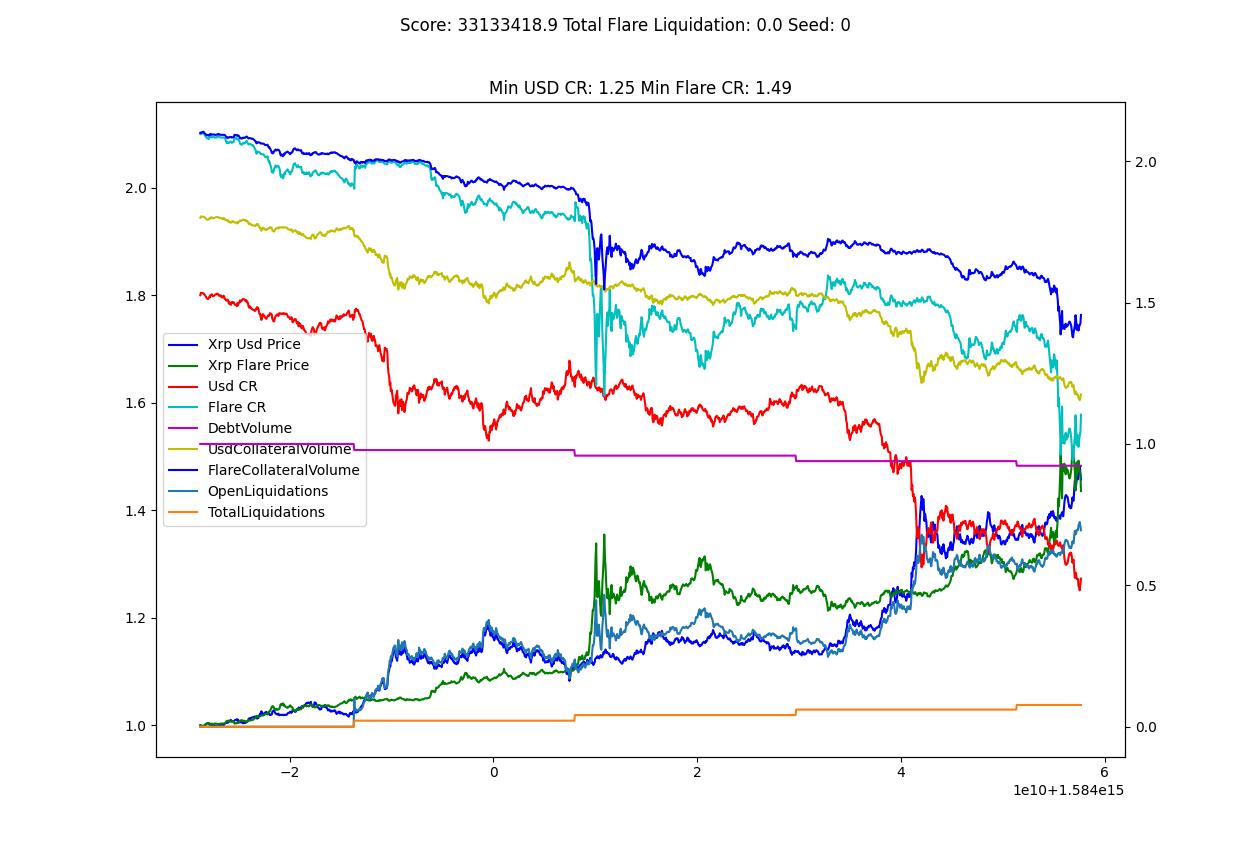 Score: 33133418.9 Total Flare Liquidation: 0.0 Seed: 0
Min USD CR: 1.25 Min Flare CR: 1.49
2.0
1.8
1.6
1.4
1.2
1.0
2.0
1.5
1.0
0.5
0.0
Xrp Usd Price
Xrp Flare Price
Usd CR
Flare CR
DebtVolume
UsdCollateralVolume
FlareCollateralVolume
OpenLiquidations
TotalLiquidations
−2 0 2 4 6
1e10+1.584e15